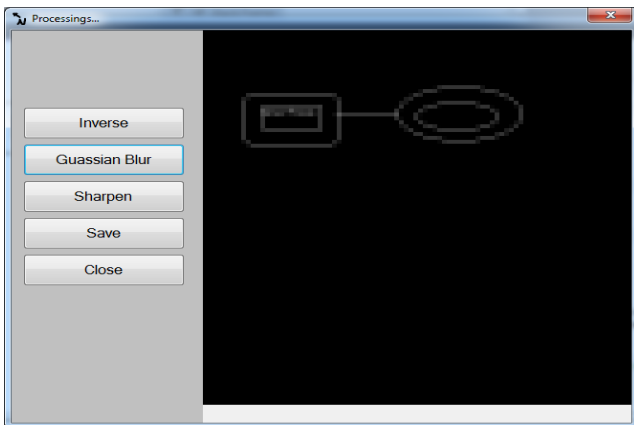 Processings...
Inverse
Guassian Blur
Sharpen
Save
Close